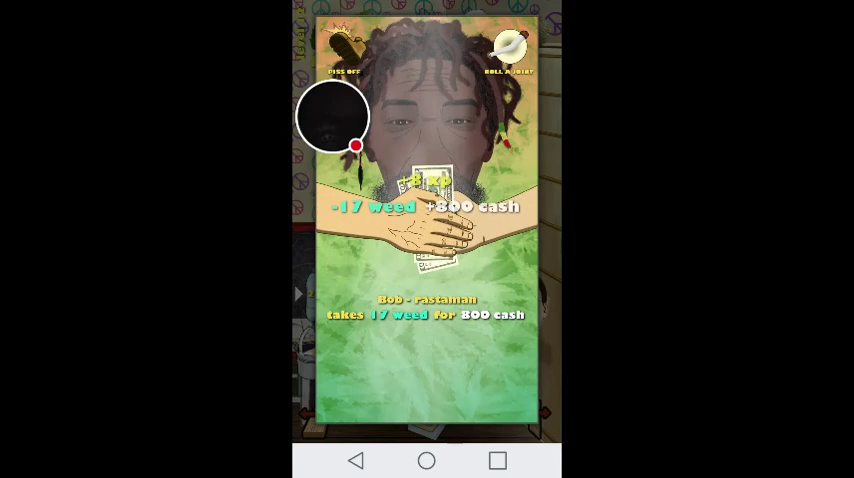 PISS OFF
ROLL A JOINT
+8 xp
-17 weed +800 cash
Bob - rastaman
takes 17 weed for 800 cash